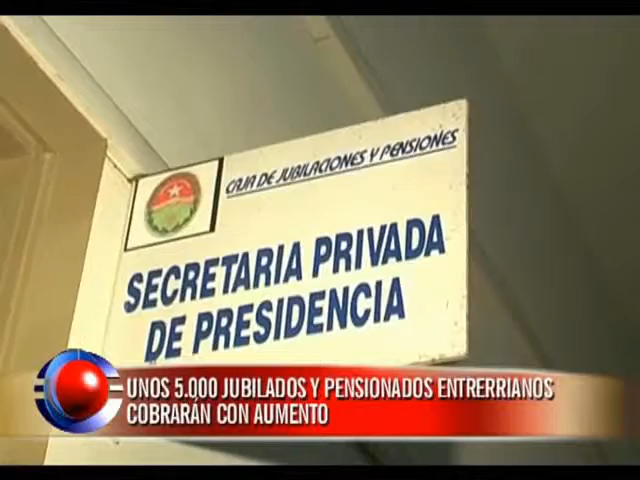 CAJA DE JUBILACIONES Y PENSIONES
SECRETARIA PRIVADA
DE PRESIDENCIA
UNOS 5.000 JUBILADOS Y PENSIONADOS ENTRERRIANOS
COBRARÁN CON AUMENTO